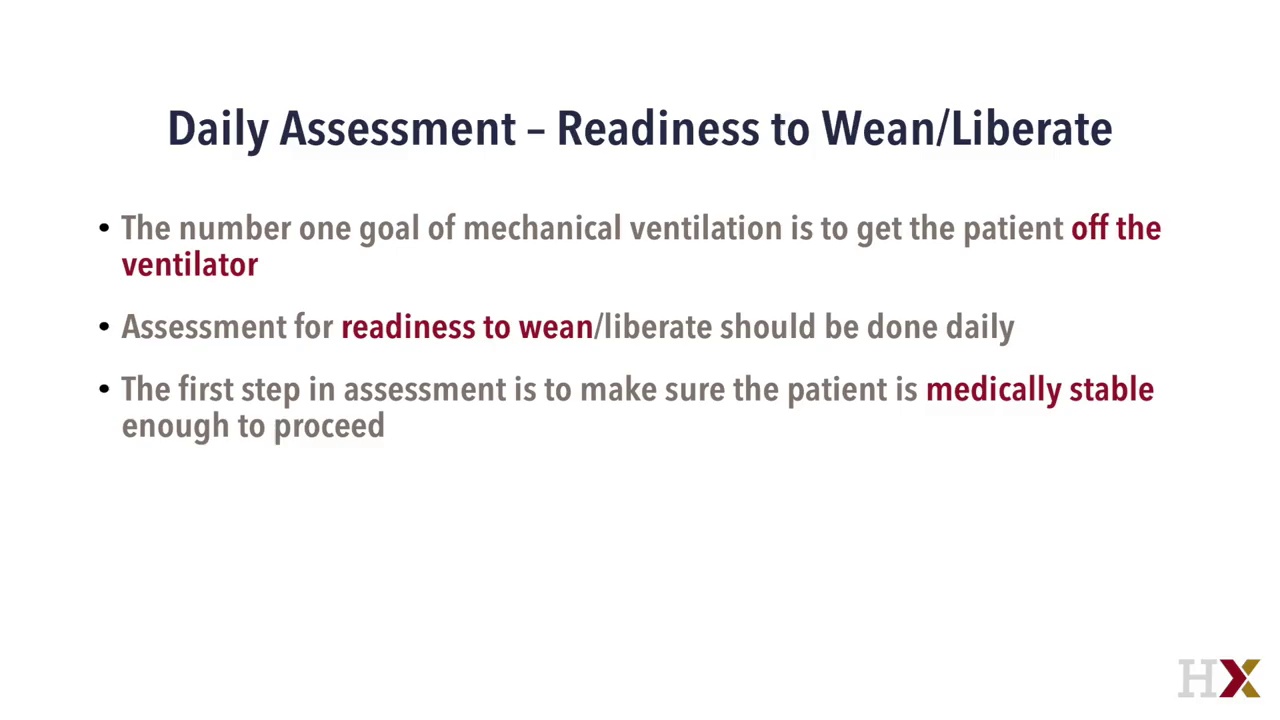 Daily Assessment – Readiness to Wean/Liberate
• The number one goal of mechanical ventilation is to get the patient off the
ventilator
• Assessment for readiness to wean/liberate should be done daily
• The first step in assessment is to make sure the patient is medically stable
enough to proceed
HX